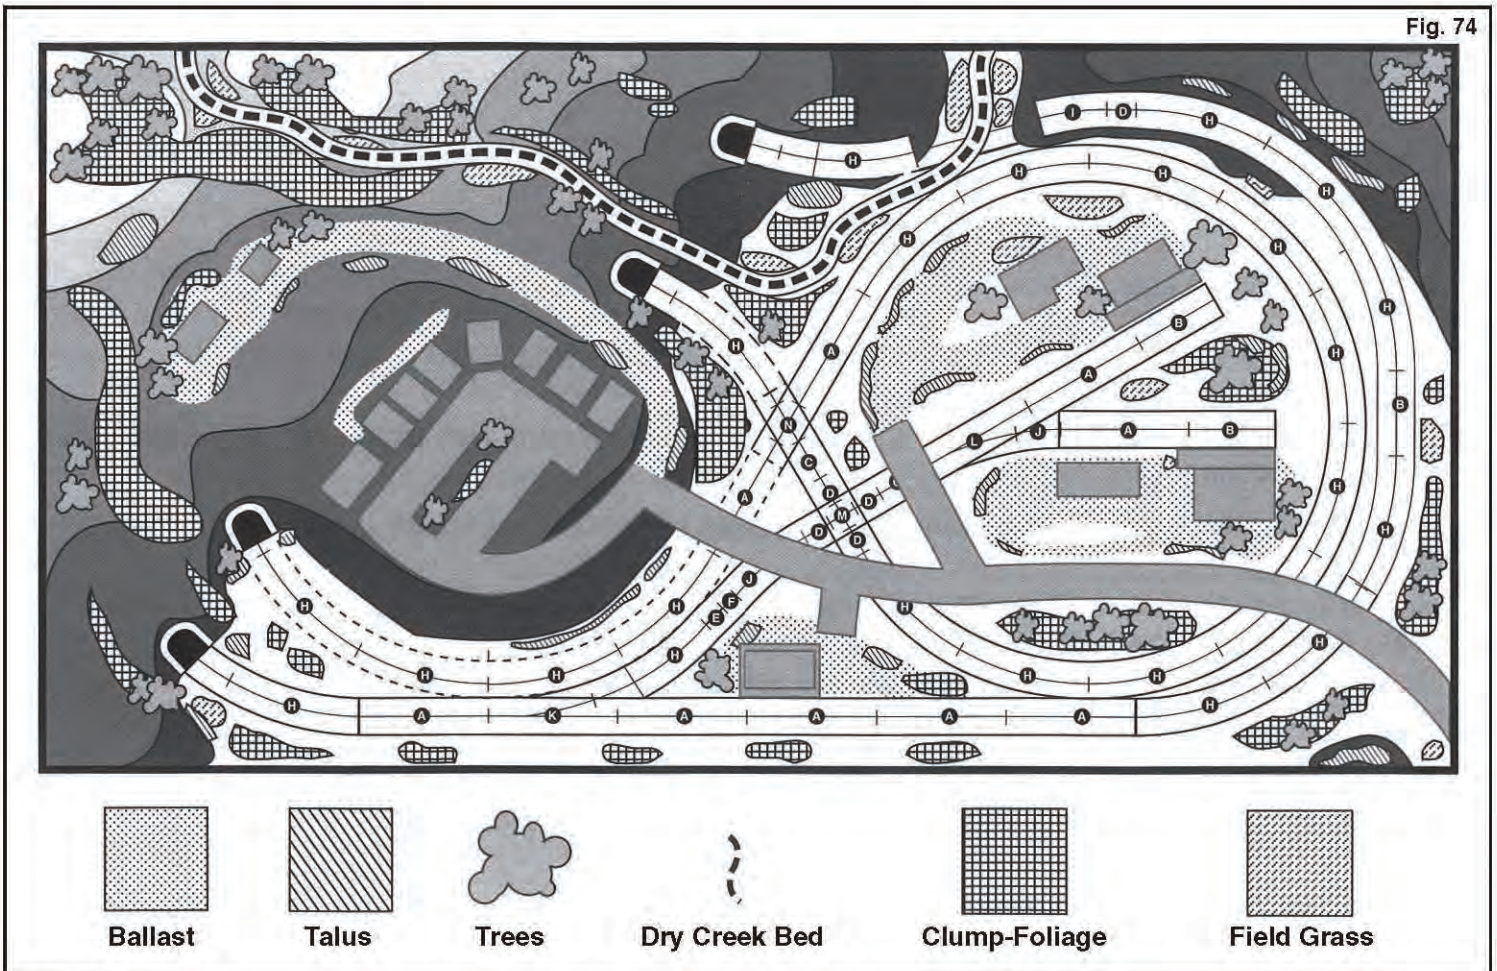 Fig. 74
I D H
H
H H
H
H H
H
B
H A H
A
B
N J A B
L
C
H
A D D
M
D D H
J
H H F H
E
H
H
H H H H
H H
A K A A A A
Ballast Talus Trees Dry Creek Bed Clump-Foliage Field Grass